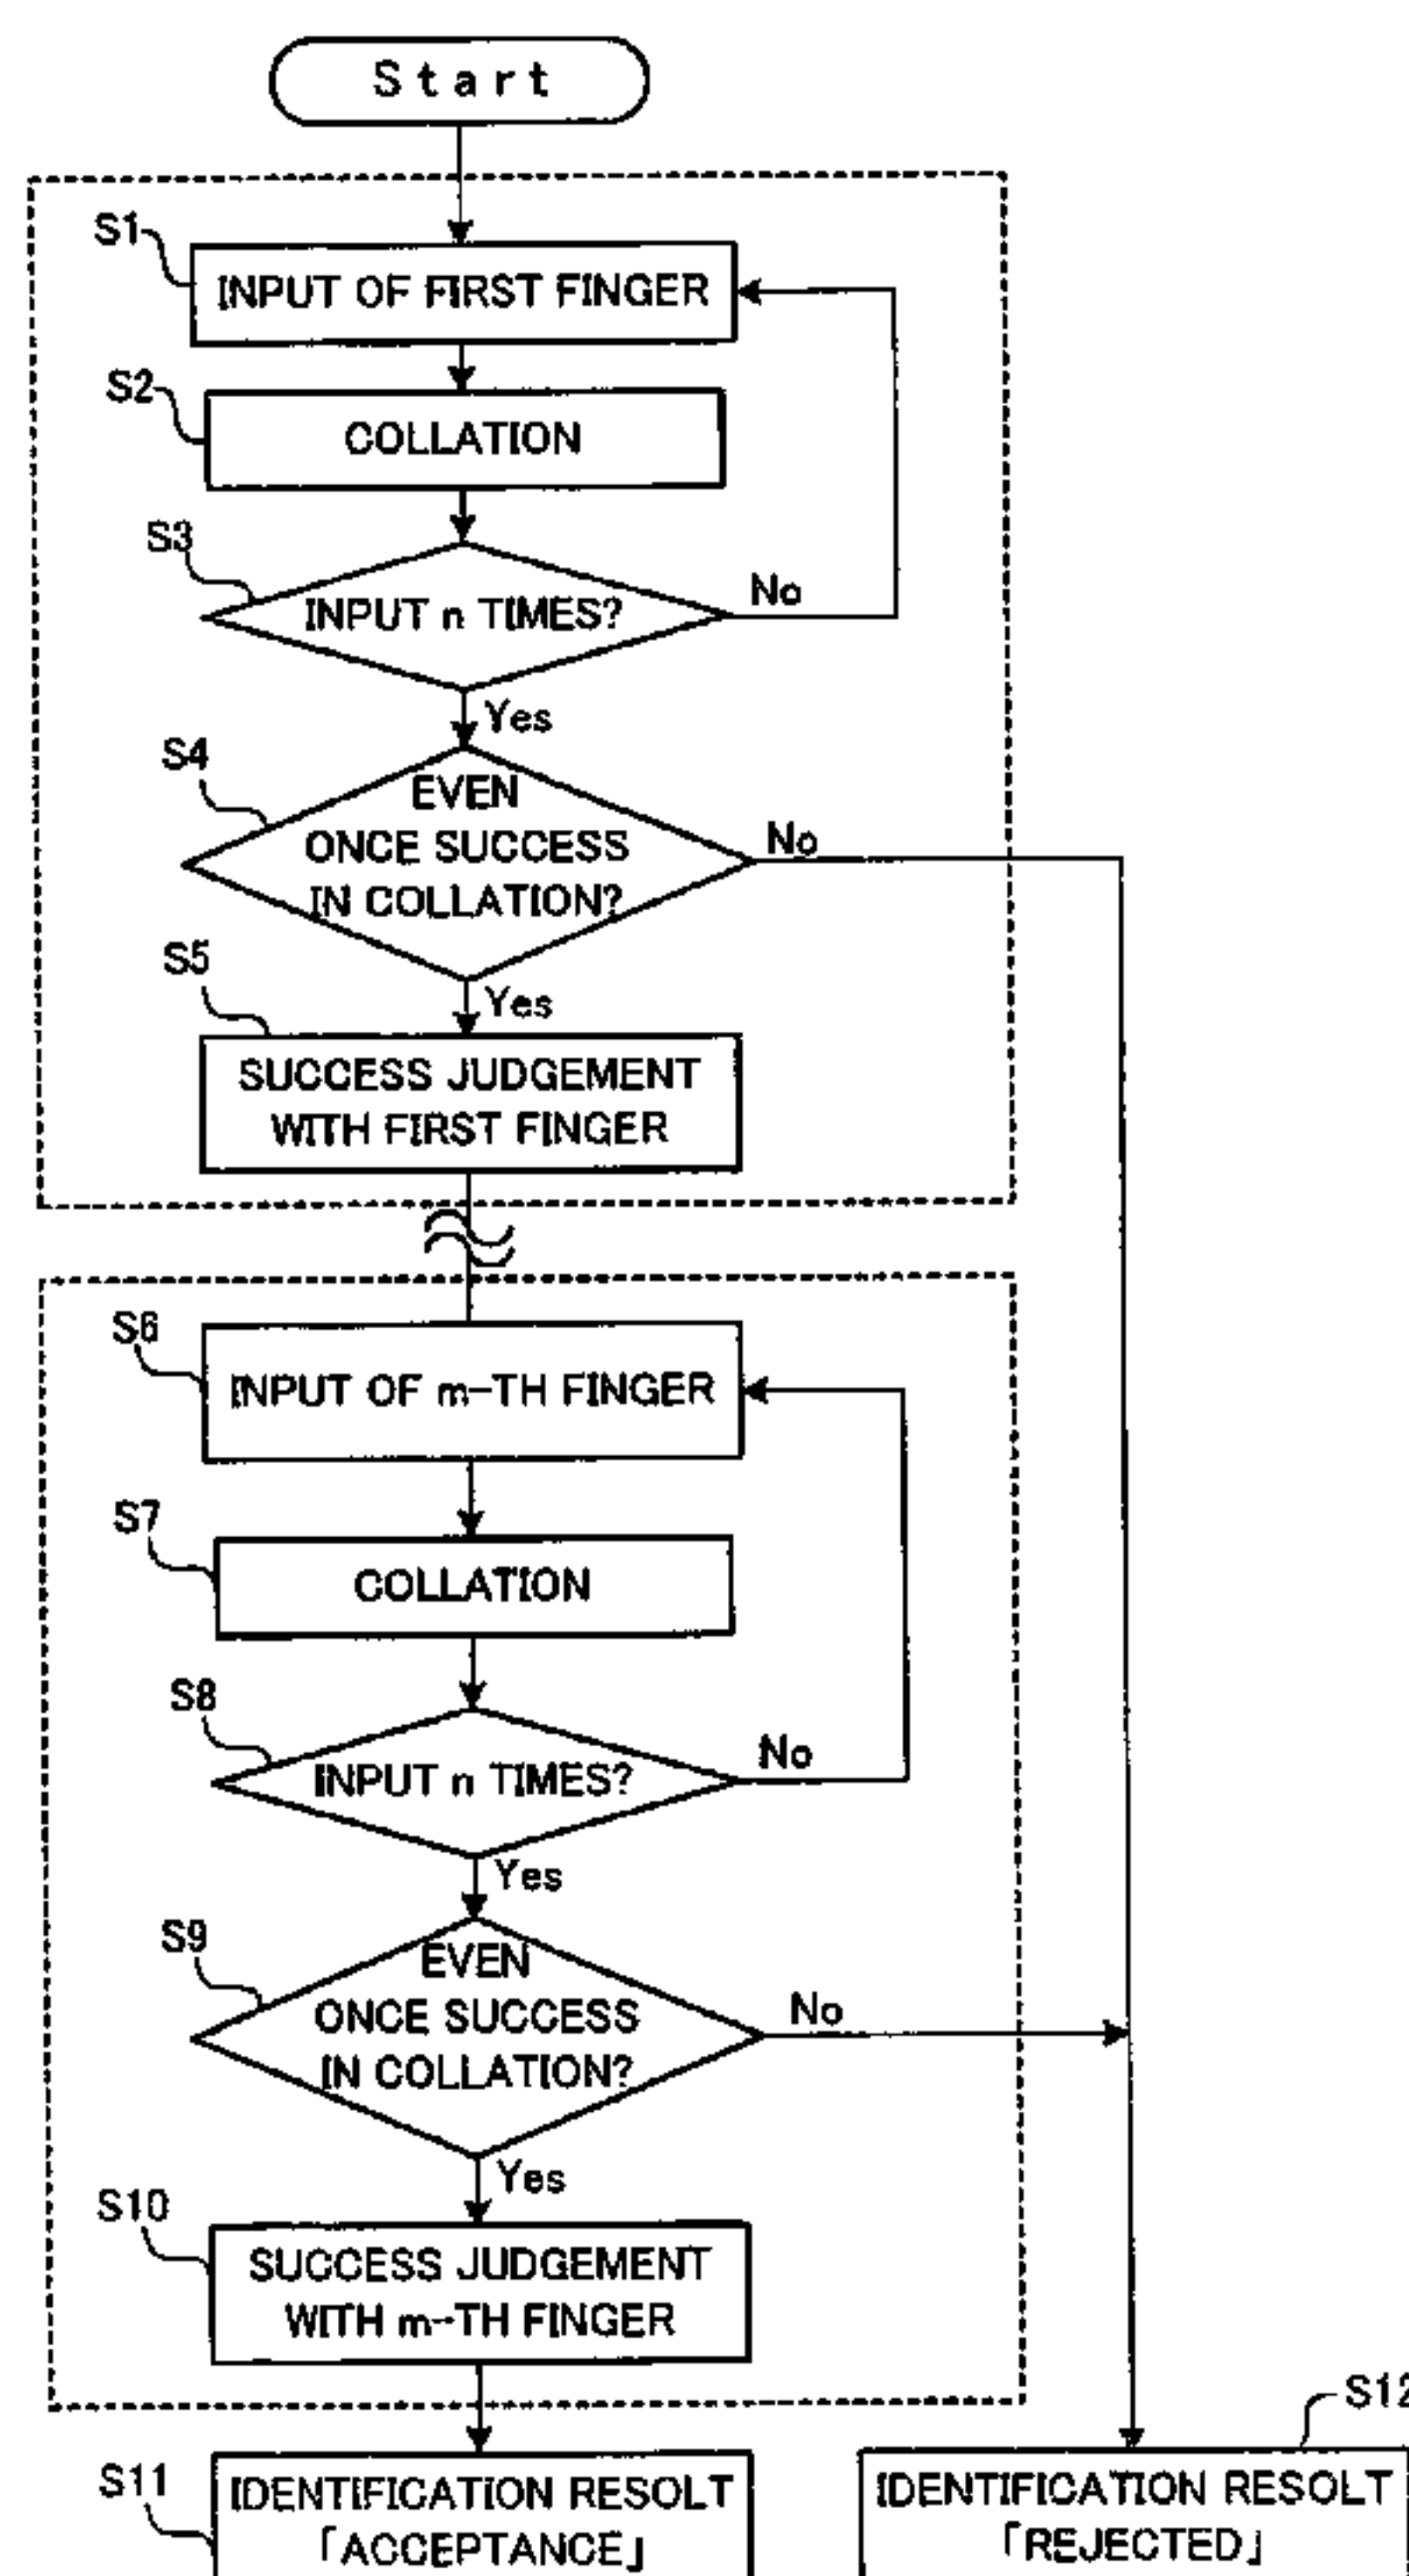 Start
S1
INPUT OF FIRST FINGER
S2
COLLATION
S3
INPUT n TIMES?
No
Yes
S4
EVEN
ONCE SUCCESS
IN COLLATION?
No
Yes
S5
SUCCESS JUDGEMENT
WITH FIRST FINGER
S6
INPUT OF m-TH FINGER
S7
COLLATION
S8
INPUT n TIMES?
No
Yes
S9
EVEN
ONCE SUCCESS
IN COLLATION?
No
Yes
S10
SUCCESS JUDGEMENT
WITH m-TH FINGER
S11
IDENTIFICATION RESOLT
「ACCEPTANCE」
S12
IDENTIFICATION RESOLT
「REJECTED」